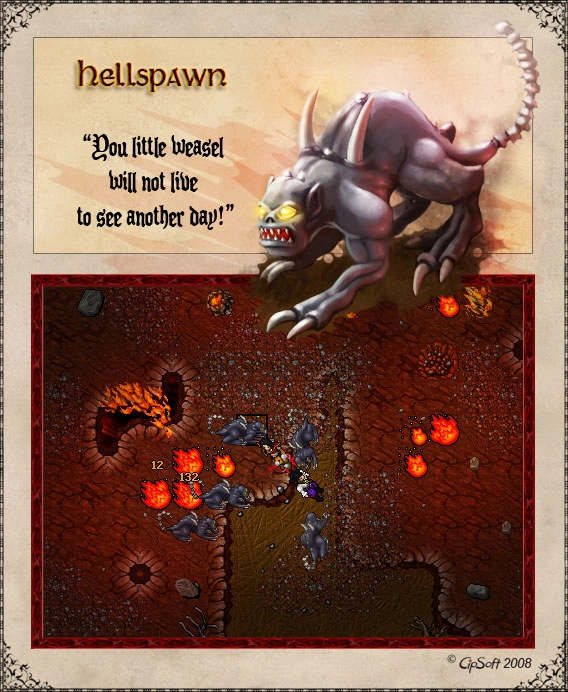 Hellspawn
“You little weasel
will not live
to see another day!”
12
132
© CipSoft 2008